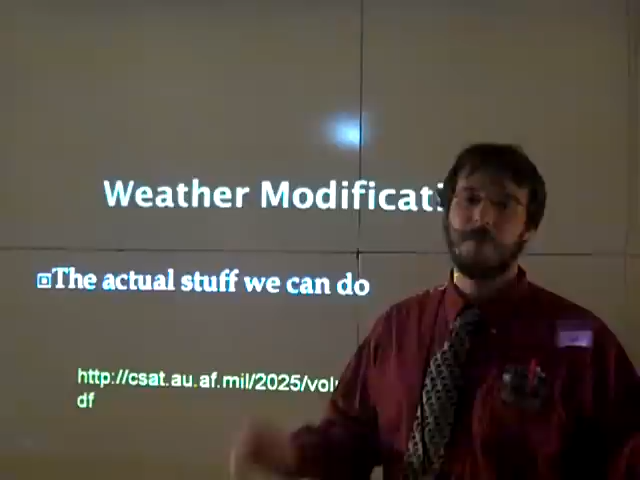 Weather Modificati
The actual stuff we can do
http://csat.au.af.mil/2025/vol
df